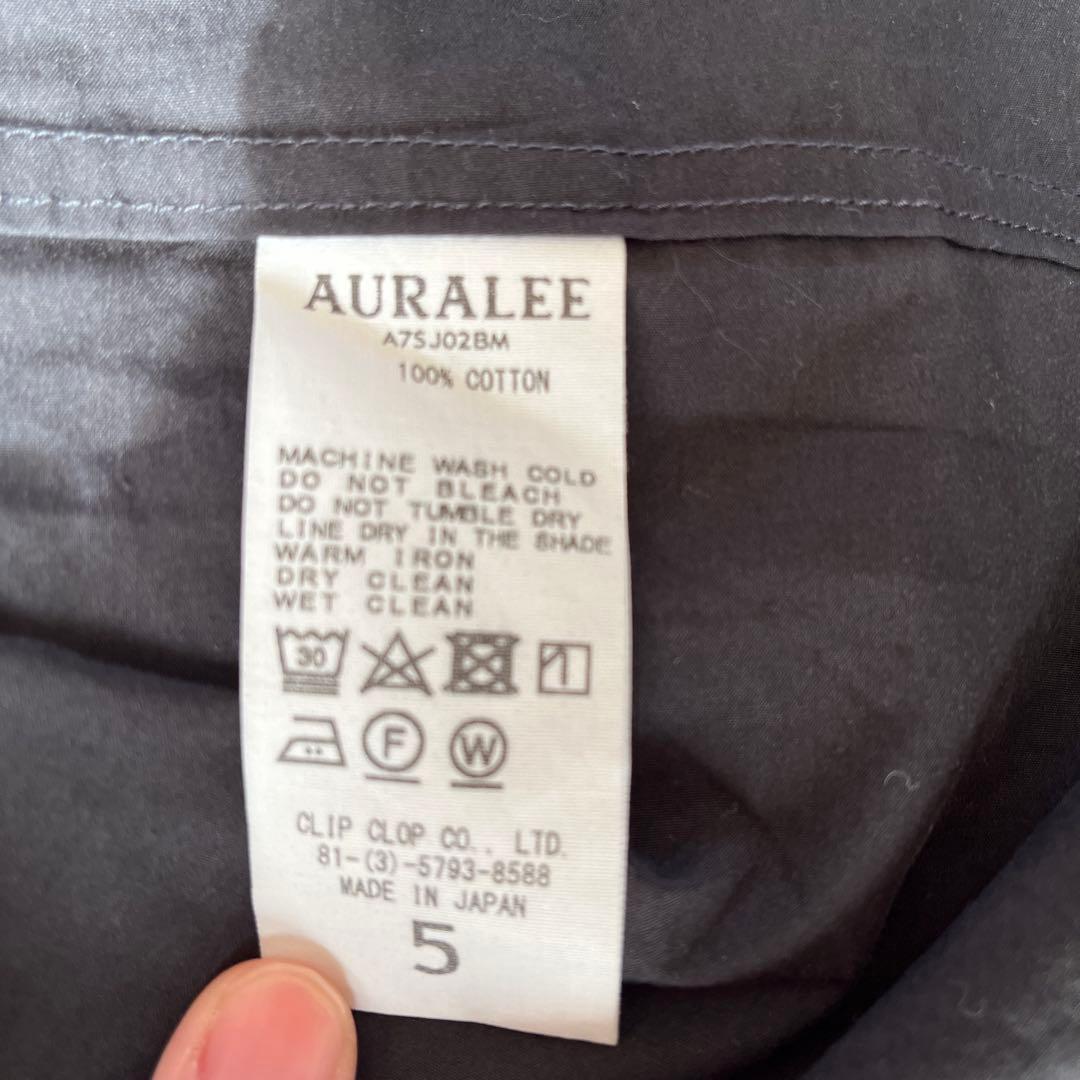 AURALEE
A7SJ02BM
100% COTTON
MACHINE WASH COLD
DO NOT BLEACH
DO NOT TUMBLE DRY
LINE DRY IN THE SHADE
WARM IRON
DRY CLEAN
WET CLEAN
30
F W
CLIP CLOP CO., LTD.
81-(3)-5793-8588
MADE IN JAPAN
5